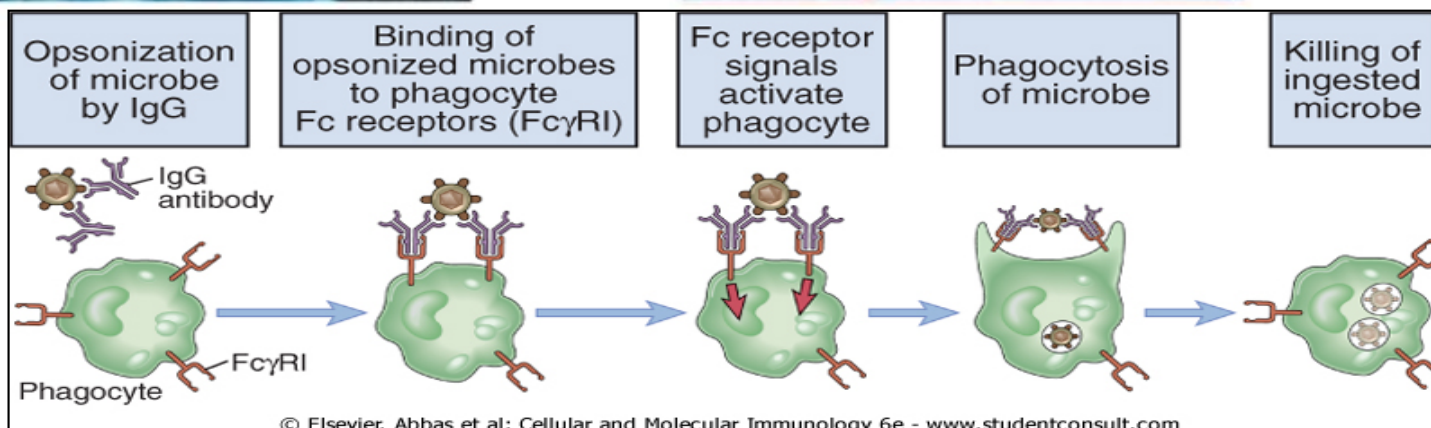 Opsonization
of microbe
by IgG
Binding of
opsonized microbes
to phagocyte
Fc receptors (FcγRI)
Fc receptor
signals
activate
phagocyte
Phagocytosis
of microbe
Killing of
ingested
microbe
IgG
antibody
FcγRI
Phagocyte
© Elsevier. Abbas et al: Cellular and Molecular Immunology 6e - www.studentconsult.com